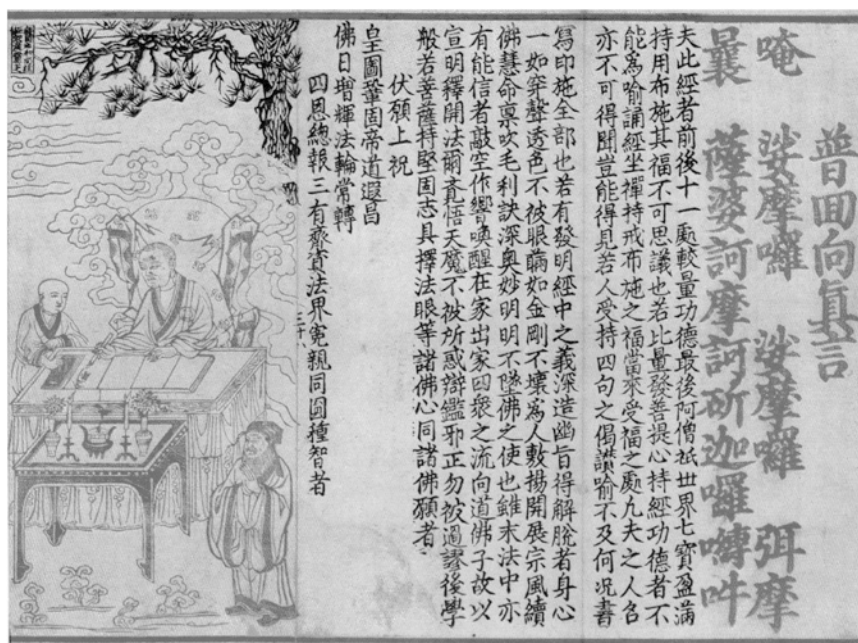 普回向真言
唵　娑摩囉　娑摩囉　弭摩
曩　薩婆訶摩訶斫迦囉嚩吽
夫此經者前後十一處較量功德最後阿僧祇世界七寶盈滿
持用布施其福不可思議也若比量發菩提心持經功德者不
能為喻誦經坐禪持戒布施之福當來受福之處凡夫之人名
亦不可得聞豈能得見若人受持四句之偈讚喻不及何況書
寫印施全部也若有發明經中之義深造幽旨得解脫者身心
一如穿聲透色不被眼瞞如金剛不壞為人敷揚開展宗風續
佛慧命稟吹毛利訣深奧妙明明不墜佛之使也雖末法中亦
有能信者敲空作響喚醒在家出家四衆之流向道佛子故以
宣明釋開法爾竟悟天魔不被所惑辯鑑邪正勿被過謬後學
般若菩薩持堅固志具擇法眼等諸佛心同諸佛願者
伏願上祝
皇圖鞏固帝道遐昌
佛日增輝法輪常轉
四恩總報三有齊資法界寃親同圓種智者